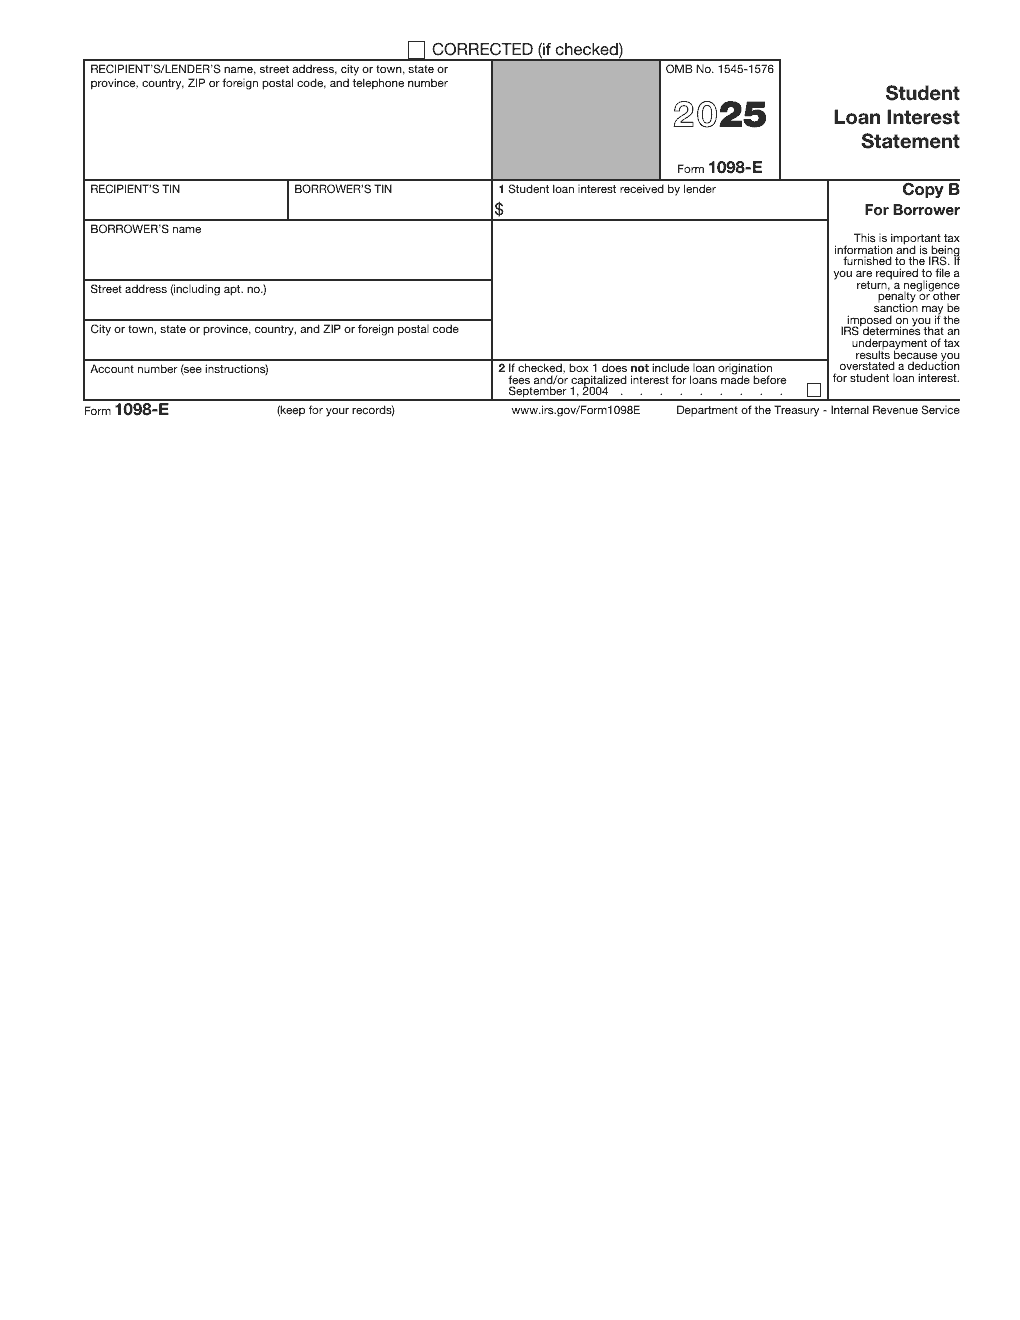 CORRECTED (if checked)
RECIPIENT'S/LENDER'S name, street address, city or town, state or
province, country, ZIP or foreign postal code, and telephone number
OMB No. 1545-1576
2025
Form 1098-E
Student
Loan Interest
Statement
RECIPIENT'S TIN
BORROWER'S TIN
1 Student loan interest received by lender
$
Copy B
For Borrower
This is important tax
information and is being
furnished to the IRS. If
you are required to file a
return, a negligence
penalty or other
sanction may be
imposed on you if the
IRS determines that an
underpayment of tax
results because you
overstated a deduction
for student loan interest.
BORROWER'S name
Street address (including apt. no.)
City or town, state or province, country, and ZIP or foreign postal code
Account number (see instructions)
2 If checked, box 1 does not include loan origination
fees and/or capitalized interest for loans made before
September 1, 2004 . . . . . . . . .
Form 1098-E
(keep for your records)
www.irs.gov/Form1098E
Department of the Treasury - Internal Revenue Service